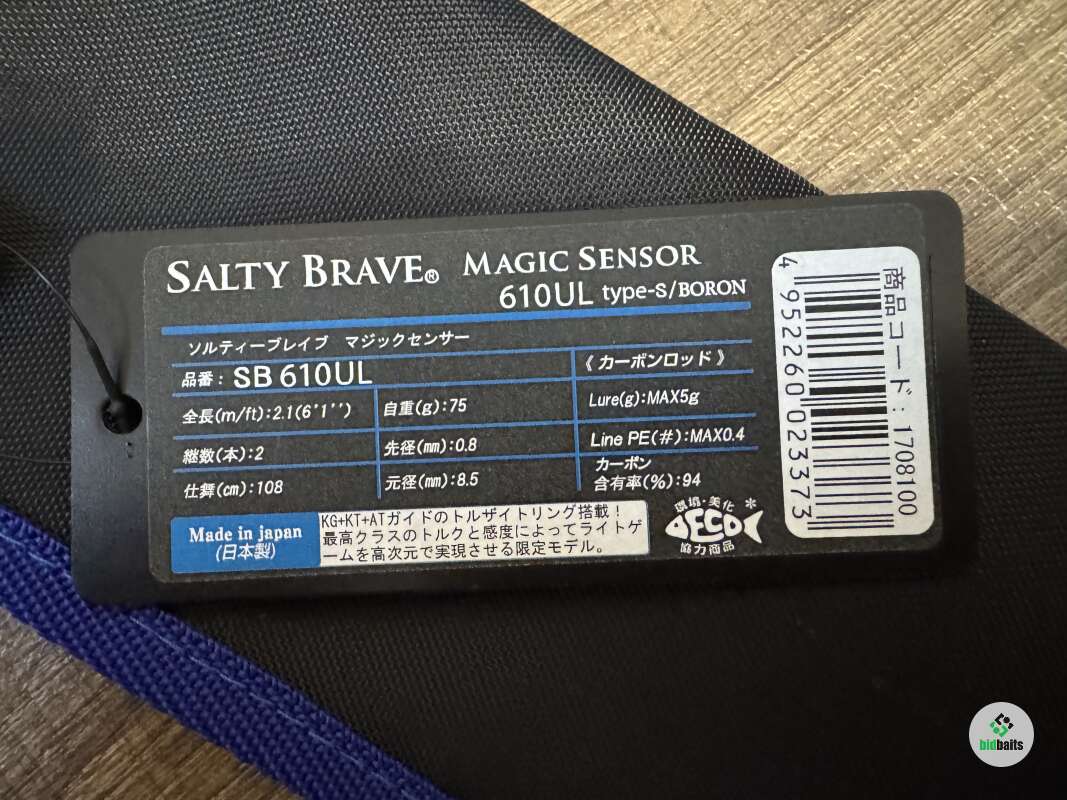 SALTY BRAVE® MAGIC SENSOR
610UL type-S/BORON
ソルティーブレイブ マジックセンサー
品番: SB 610UL
《 カーボンロッド 》
全長(m/ft):2.1(6'1'')
自重(g):75
Lure(g):MAX5g
継数(本):2
先径(mm):0.8
Line PE(#):MAX0.4
仕舞(cm):108
元径(mm):8.5
カーボン
含有率(%):94
Made in japan
(日本製)
KG+KT+ATガイドのトルザイトリング搭載!
最高クラスのトルクと感度によってライトゲ
ームを高次元で実現させる限定モデル。
環境・美化
ECO
協力商品
商品コード:1708100
4 952260 023373
bidbaits